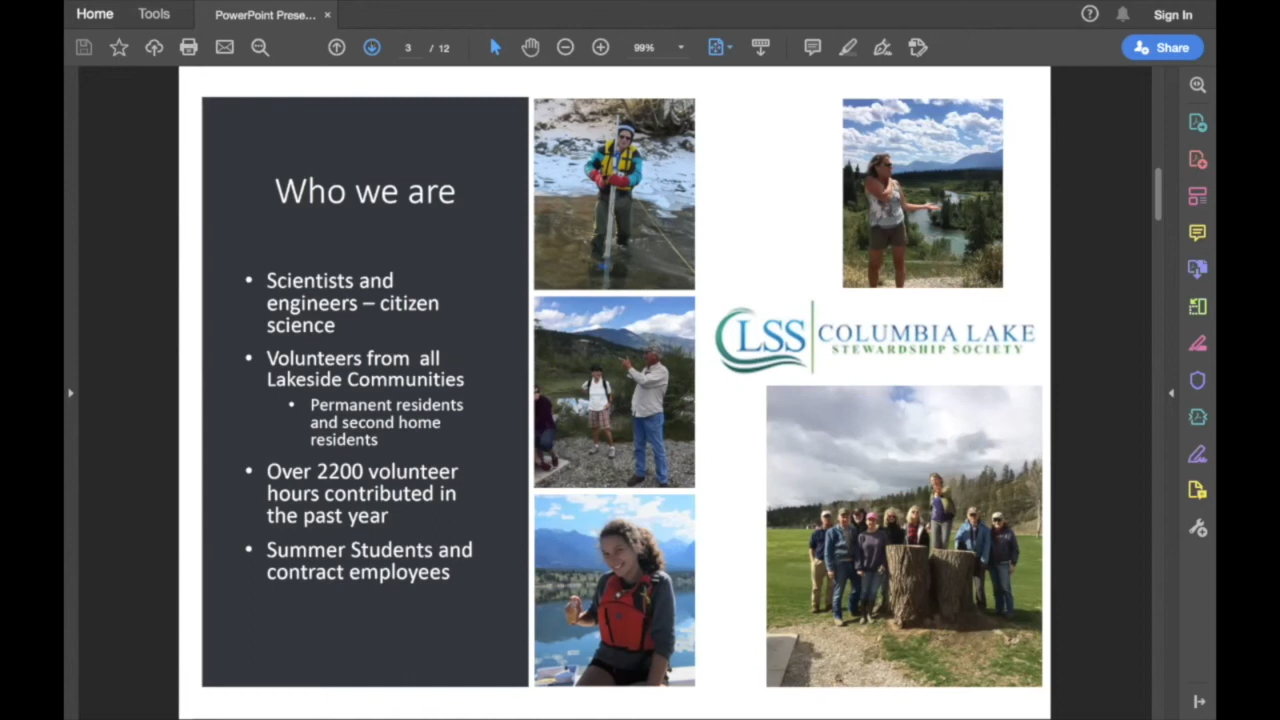 Home
Tools
PowerPoint Prese... ×
Sign In
3 / 12
99%
Share
Who we are
• Scientists and
engineers – citizen
science
• Volunteers from all
Lakeside Communities
• Permanent residents
and second home
residents
• Over 2200 volunteer
hours contributed in
the past year
• Summer Students and
contract employees
CLSS COLUMBIA LAKE
STEWARDSHIP SOCIETY